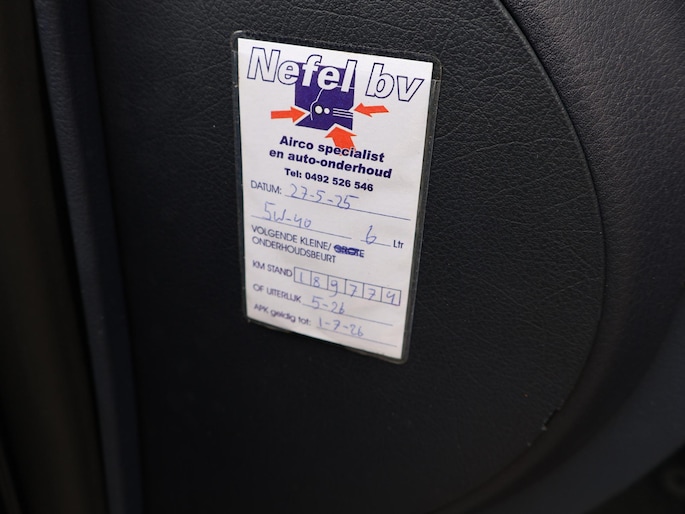 Nefel bv
Airco specialist
en auto-onderhoud
Tel: 0492 526 546
DATUM: 27-5-25
5W-40 6 Ltr
VOLGENDE KLEINE/GROTE
ONDERHOUDSBEURT
KM STAND 189779
OF UITERLIJK 5-26
APK geldig tot: 1-7-26